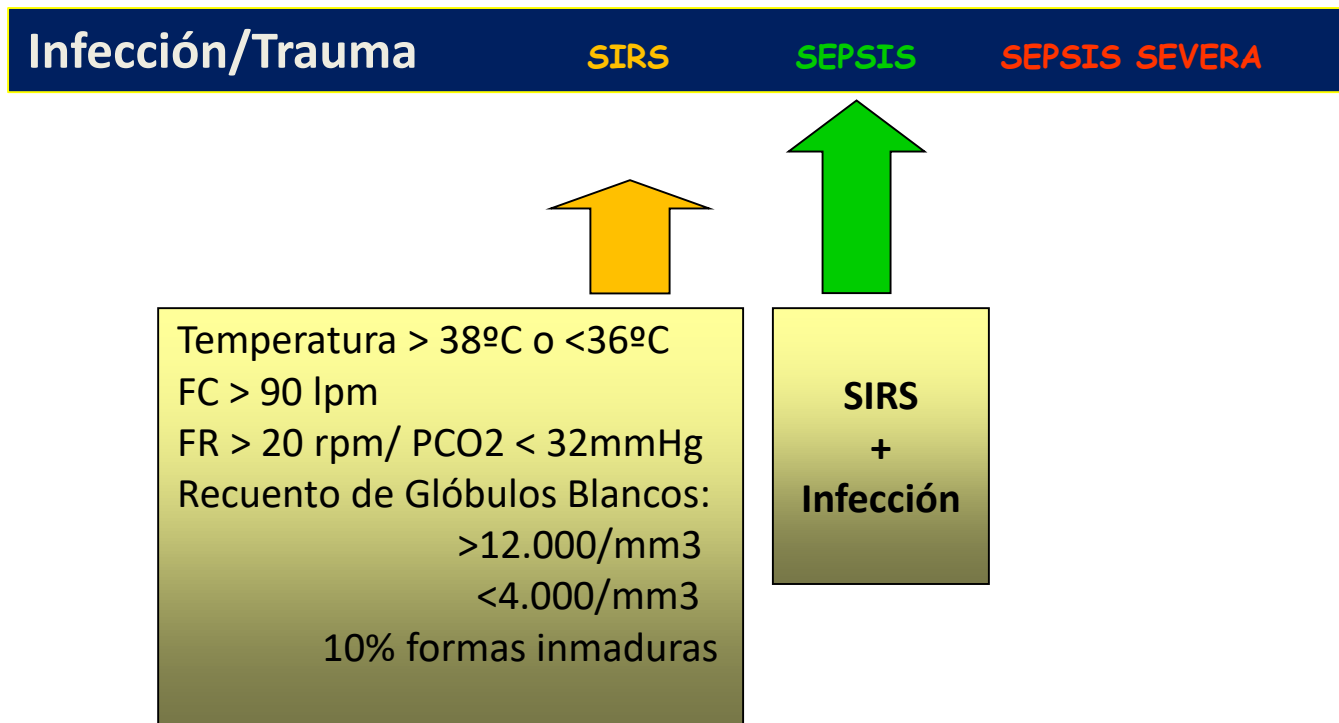 Infección/Trauma SIRS SEPSIS SEPSIS SEVERA
Temperatura > 38ºC o <36ºC
FC > 90 lpm
FR > 20 rpm/ PCO2 < 32mmHg
Recuento de Glóbulos Blancos:
>12.000/mm3
<4.000/mm3
10% formas inmaduras
SIRS
+
Infección